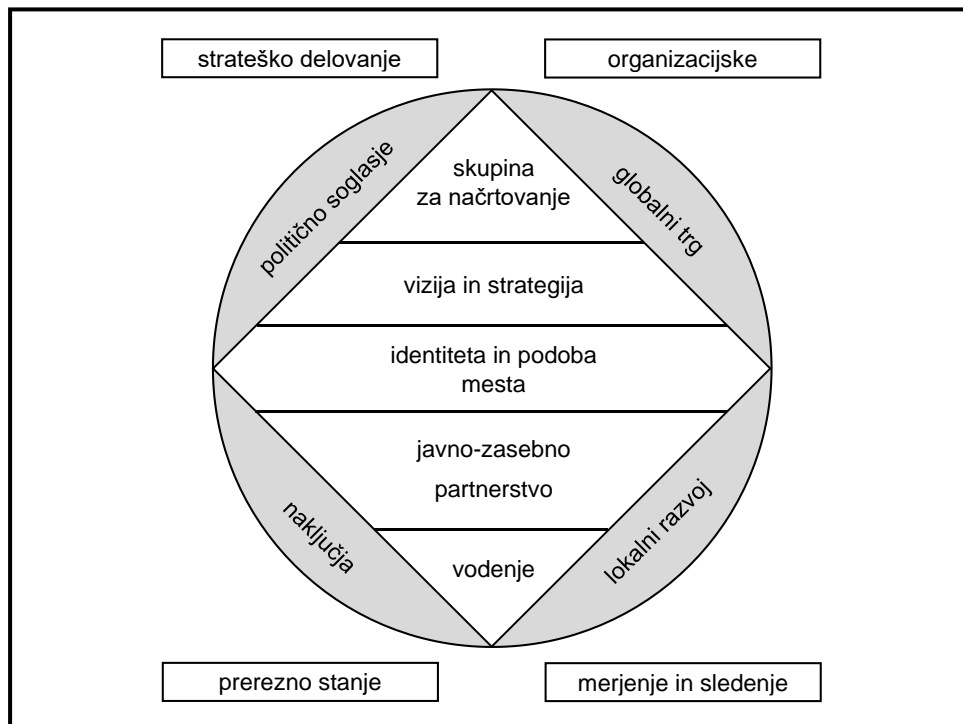 strateško delovanje
organizacijske
politično soglasje
globalni trg
skupina
za načrtovanje
vizija in strategija
identiteta in podoba
mesta
javno-zasebno
partnerstvo
naključja
lokalni razvoj
vodenje
prerezno stanje
merjenje in sledenje